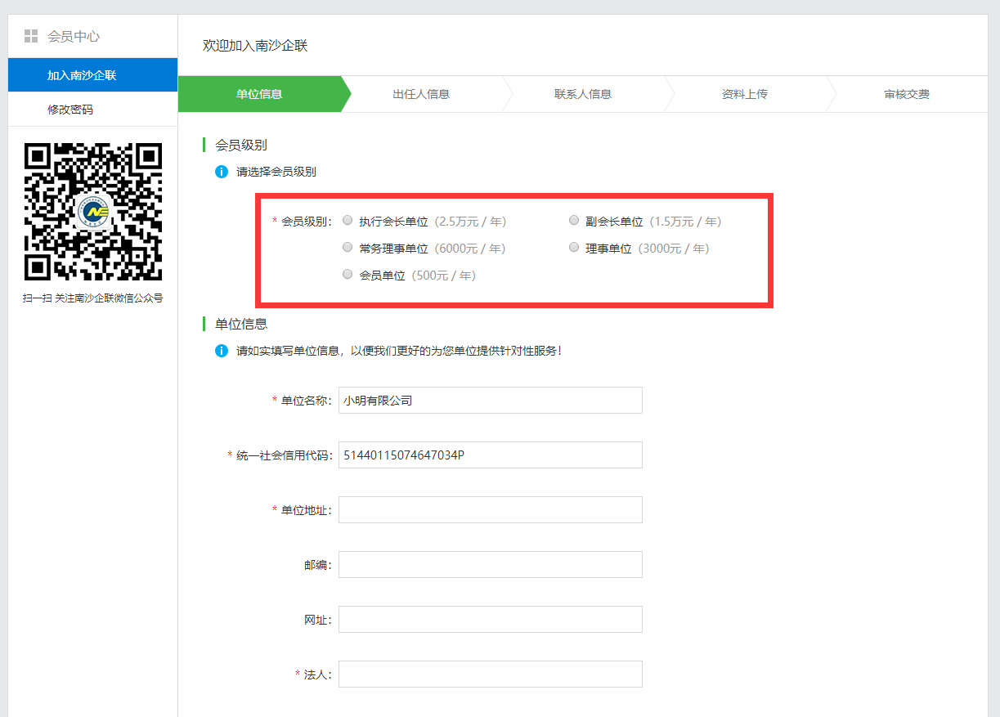 会员中心
加入南沙企联
修改密码
扫一扫 关注南沙企联微信公众号
欢迎加入南沙企联
单位信息 出任人信息 联系人信息 资料上传 审核交费
会员级别
请选择会员级别
* 会员级别： 执行会长单位（2.5万元 / 年） 副会长单位（1.5万元 / 年）
常务理事单位（6000元 / 年） 理事单位（3000元 / 年）
会员单位（500元 / 年）
单位信息
请如实填写单位信息，以便我们更好的为您单位提供针对性服务！
* 单位名称： 小明有限公司
* 统一社会信用代码： 51440115074647034P
* 单位地址：
邮编：
网址：
* 法人：